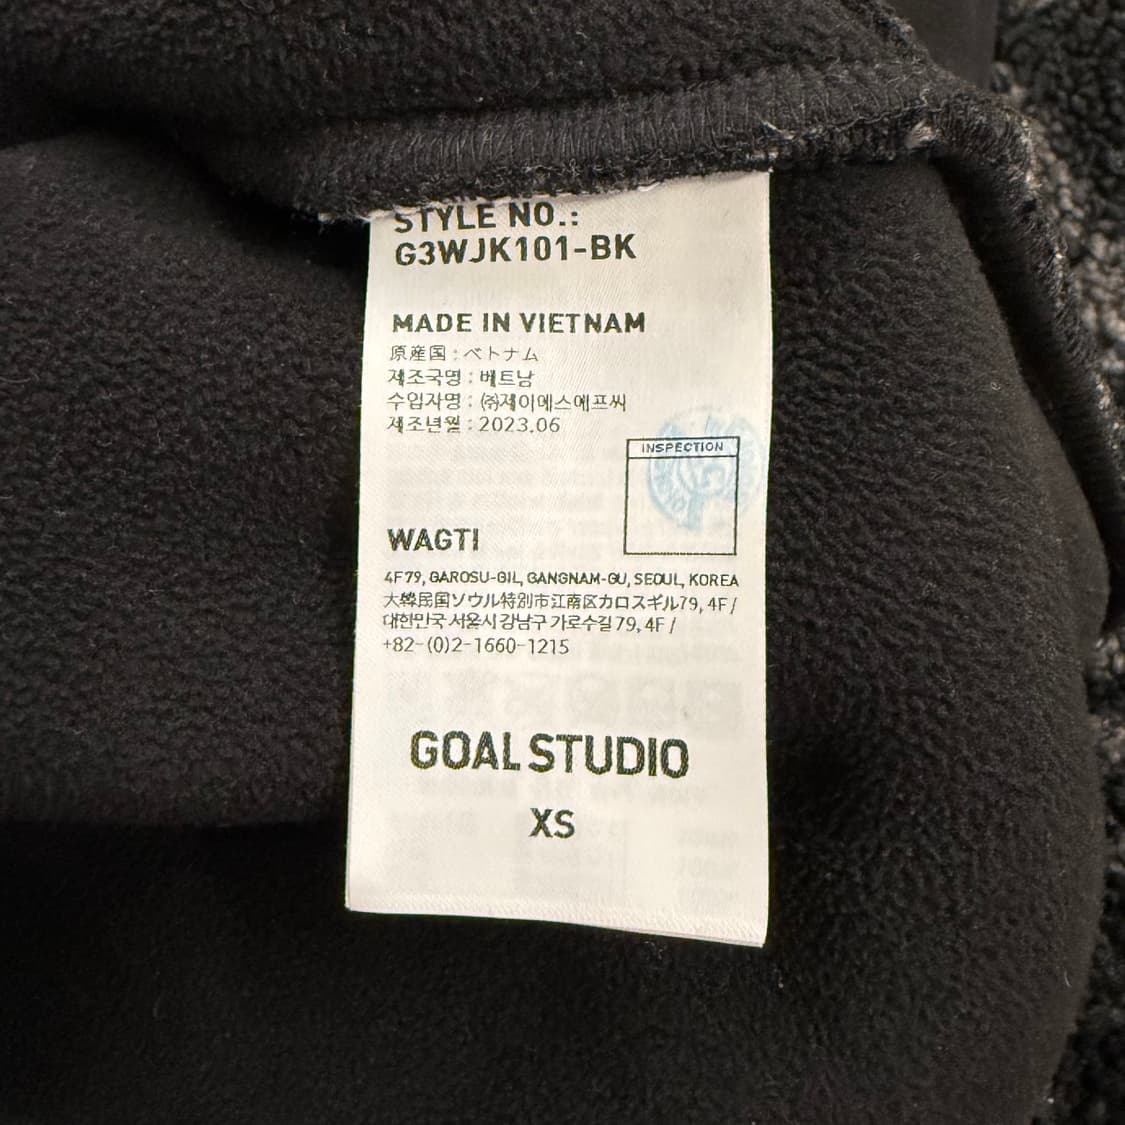 STYLE NO.:
G3WJK101-BK
MADE IN VIETNAM
原産国 : ベトナム
제조국명 : 베트남
수입자명 : ㈜제이에스에프씨
제조년월 : 2023.06
INSPECTION
WAGTI
4F79, GAROSU-GIL, GANGNAM-GU, SEOUL, KOREA
大韓民国ソウル特別市江南区カロスギル79, 4F /
대한민국 서울시 강남구 가로수길 79, 4F /
+82-(0)2-1660-1215
GOALSTUDIO
XS